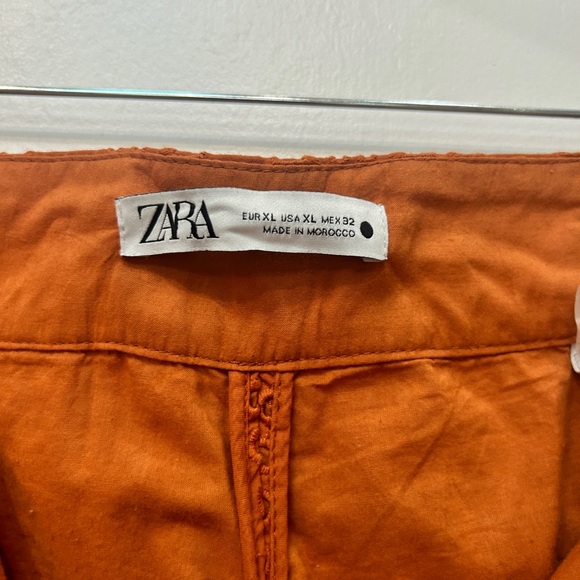 ZARA
EUR XL USA XL MEX 32
MADE IN MOROCCO